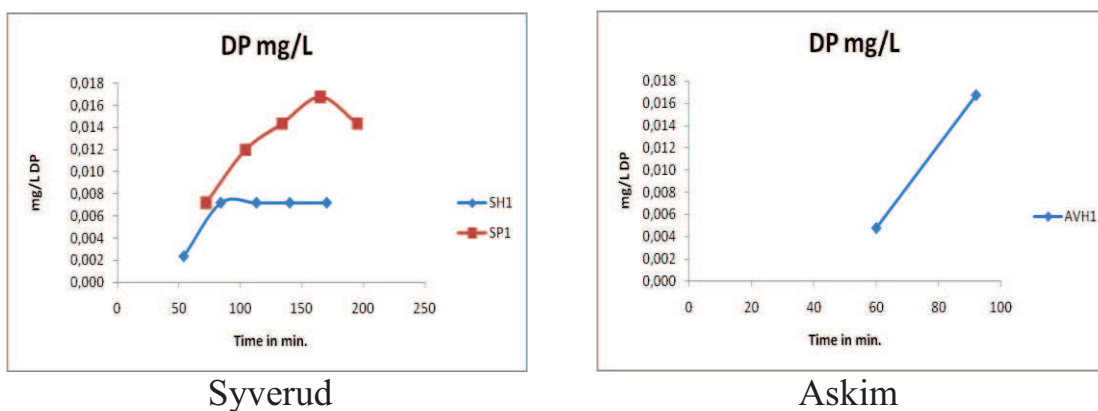 DP mg/L
0,018
0,016
0,014
0,012
0,010
0,008
0,006
0,004
0,002
0,000
mg/L DP
0 50 100 150 200 250
Time in min.
SH1
SP1
Syverud
DP mg/L
0,018
0,016
0,014
0,012
0,010
0,008
0,006
0,004
0,002
0,000
mg/L DP
0 20 40 60 80 100
Time in min.
AVH1
Askim